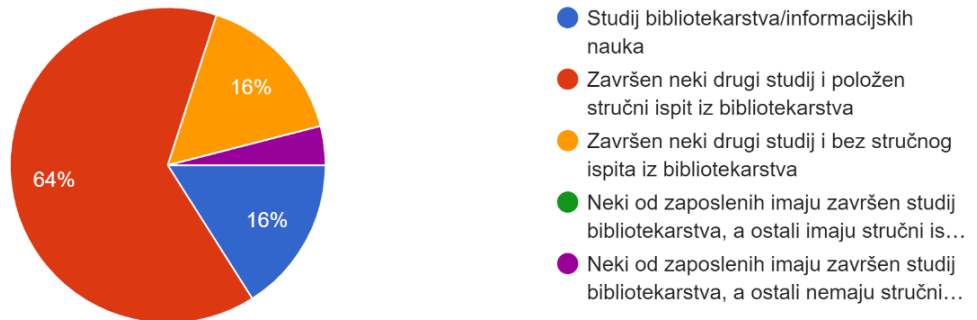 16%
64%
16%
Studij bibliotekarstva/informacijskih
nauka
Završen neki drugi studij i položen
stručni ispit iz bibliotekarstva
Završen neki drugi studij i bez stručnog
ispita iz bibliotekarstva
Neki od zaposlenih imaju završen studij
bibliotekarstva, a ostali imaju stručni is…
Neki od zaposlenih imaju završen studij
bibliotekarstva, a ostali nemaju stručni…